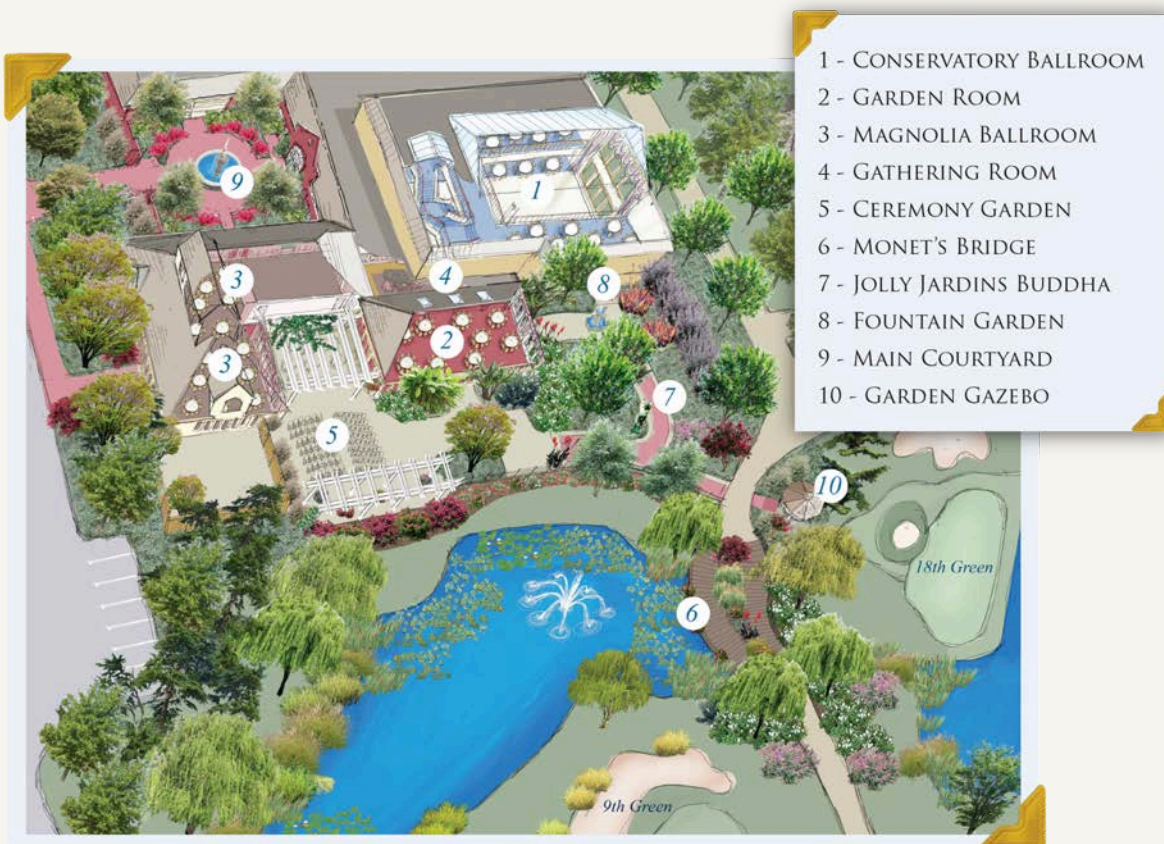 1 - CONSERVATORY BALLROOM
2 - GARDEN ROOM
3 - MAGNOLIA BALLROOM
4 - GATHERING ROOM
5 - CEREMONY GARDEN
6 - MONET'S BRIDGE
7 - JOLLY JARDINS BUDDHA
8 - FOUNTAIN GARDEN
9 - MAIN COURTYARD
10 - GARDEN GAZEBO
9
1
3
4
8
2
3
7
5
10
18th Green
6
9th Green